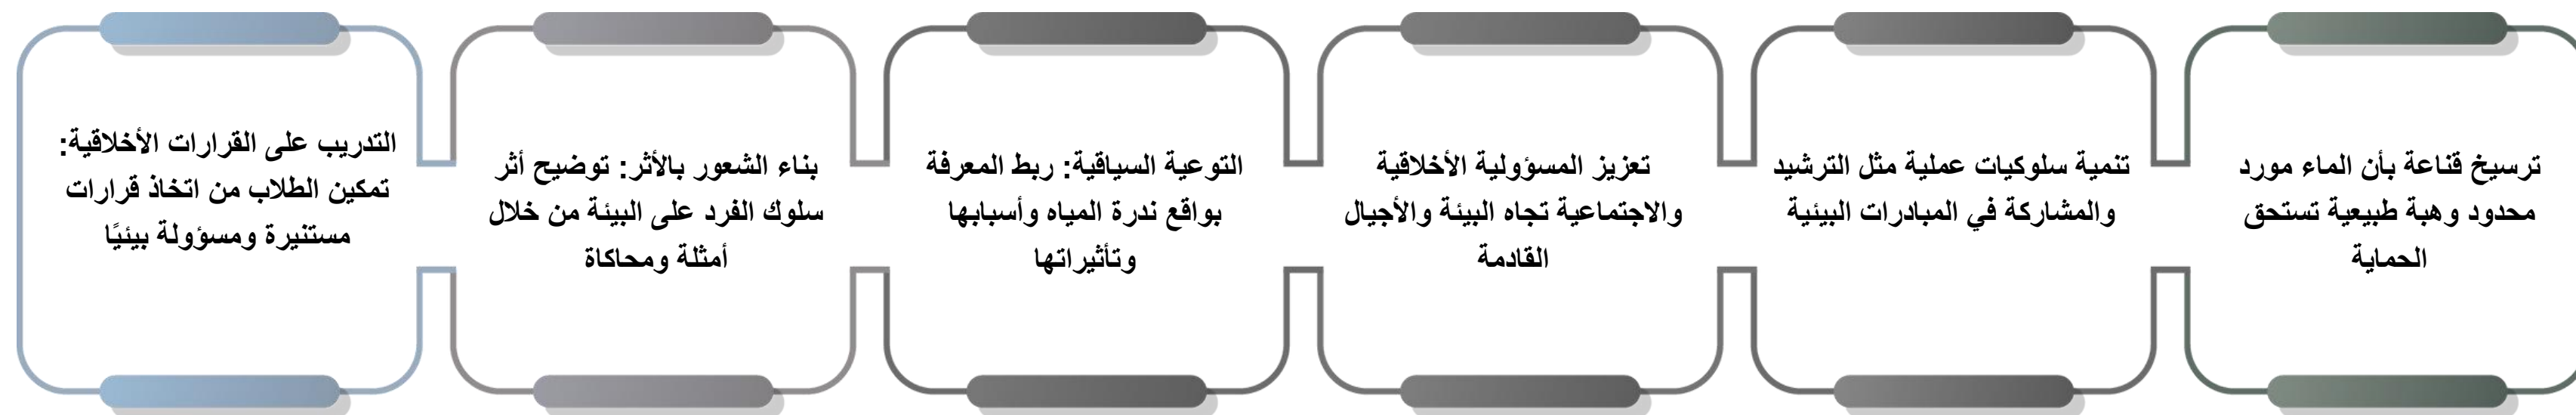 ترسيخ قناعة بأن الماء مورد
محدود وهبة طبيعية تستحق
الحماية
تنمية سلوكيات عملية مثل الترشيد
والمشاركة في المبادرات البيئية
تعزيز المسؤولية الأخلاقية
والاجتماعية تجاه البيئة والأجيال
القادمة
التوعية السياقية: ربط المعرفة
بواقع ندرة المياه وأسبابها
وتأثيراتها
بناء الشعور بالأثر: توضيح أثر
سلوك الفرد على البيئة من خلال
أمثلة ومحاكاة
التدريب على القرارات الأخلاقية:
تمكين الطلاب من اتخاذ قرارات
مستنيرة ومسؤولة بيئيًا